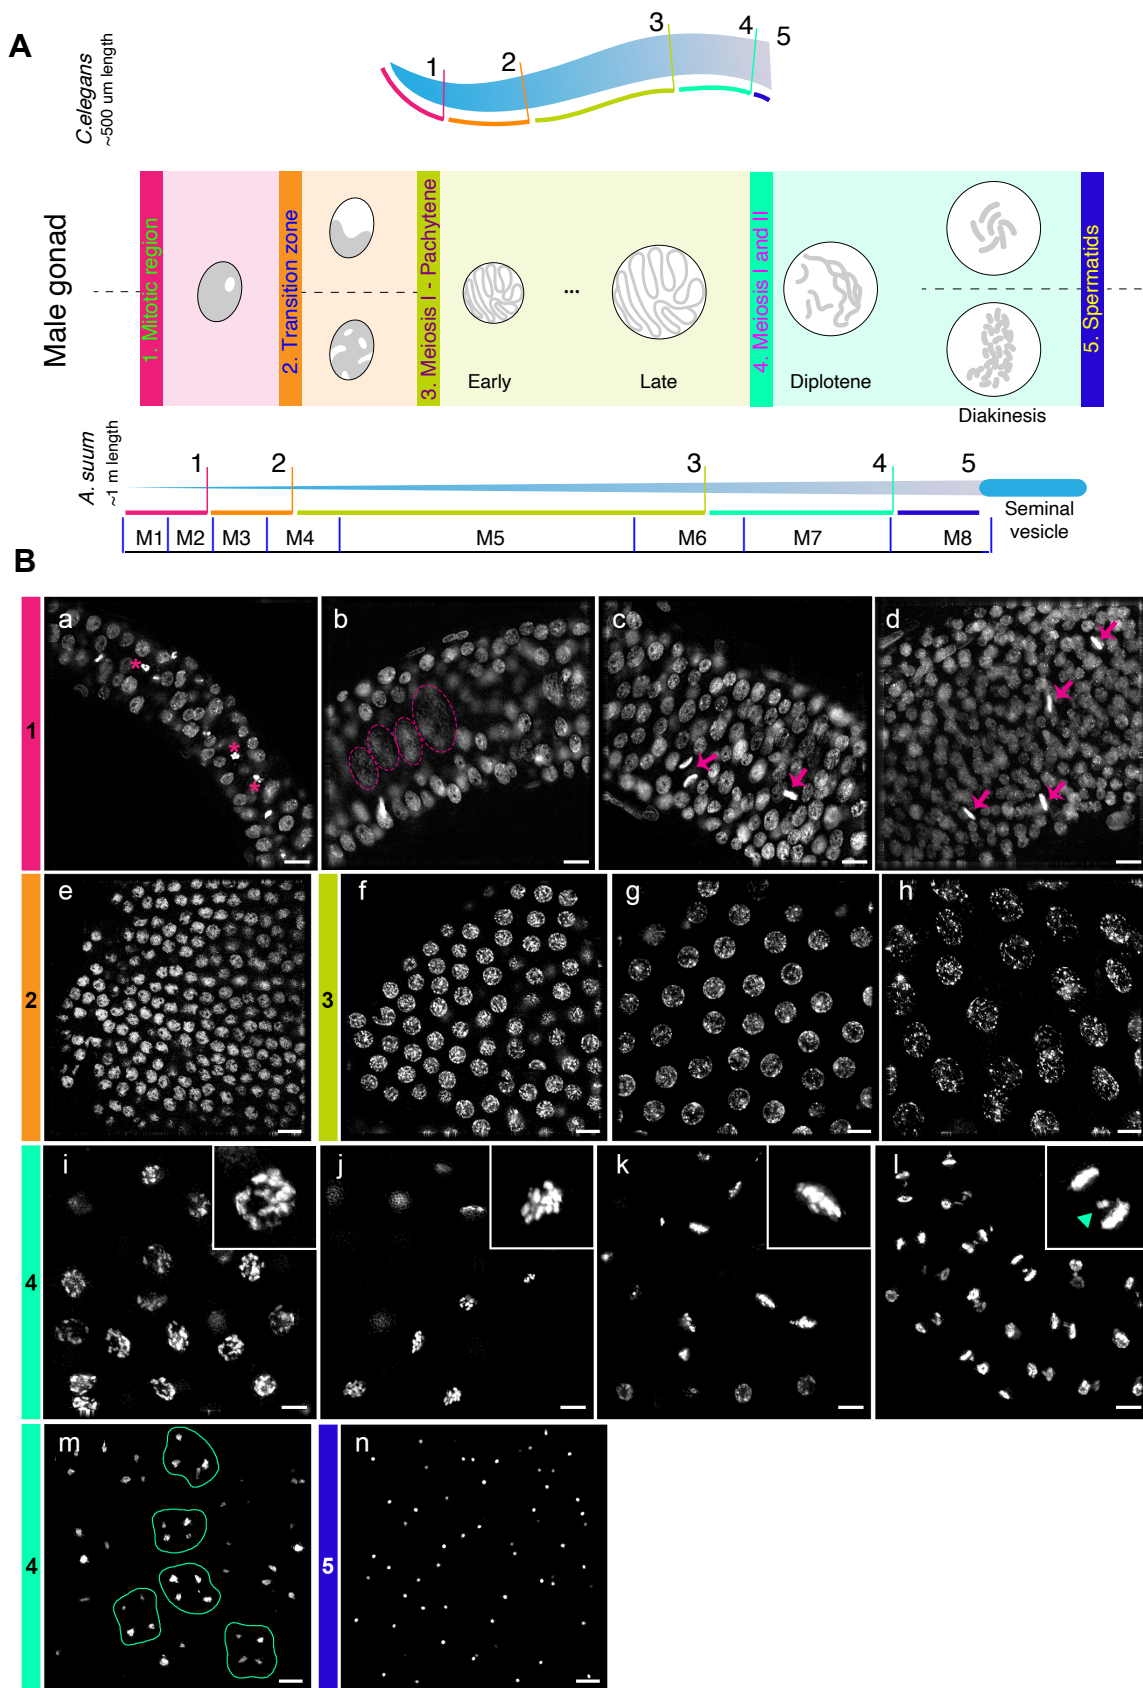 A
C.elegans
~500 um length
1
2
3
4
5
Male gonad
1. Mitotic region
2. Transition zone
3. Meiosis I - Pachytene
4. Meiosis I and II
5. Spermatids
...
Early
Late
Diplotene
Diakinesis
A. suum
~1 m length
1
2
3
4
5
Seminal
vesicle
M1
M2
M3
M4
M5
M6
M7
M8
B
1
a
*
*
*
b
c
d
2
e
3
f
g
h
4
i
j
k
l
4
m
5
n